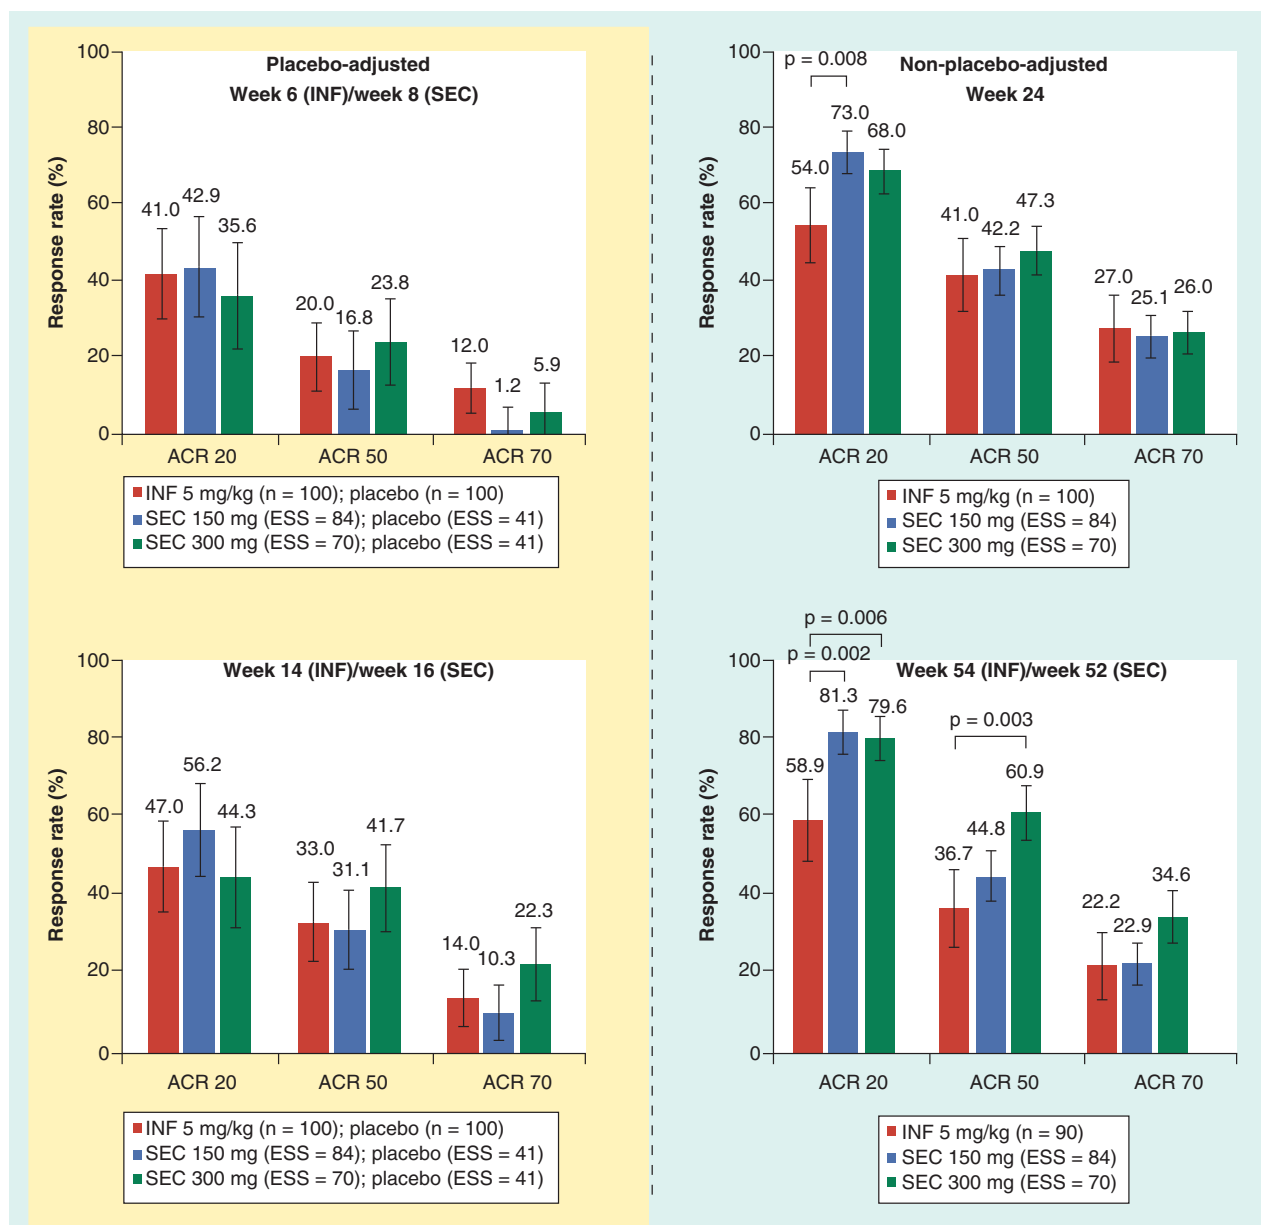 Placebo-adjusted
Week 6 (INF)/week 8 (SEC)
Response rate (%)
100
80
60
40
20
0
41.0
42.9
35.6
20.0
16.8
23.8
12.0
1.2
5.9
ACR 20
ACR 50
ACR 70
INF 5 mg/kg (n = 100); placebo (n = 100)
SEC 150 mg (ESS = 84); placebo (ESS = 41)
SEC 300 mg (ESS = 70); placebo (ESS = 41)
Non-placebo-adjusted
Week 24
Response rate (%)
100
80
60
40
20
0
p = 0.008
54.0
73.0
68.0
41.0
42.2
47.3
27.0
25.1
26.0
ACR 20
ACR 50
ACR 70
INF 5 mg/kg (n = 100)
SEC 150 mg (ESS = 84)
SEC 300 mg (ESS = 70)
Week 14 (INF)/week 16 (SEC)
Response rate (%)
100
80
60
40
20
0
47.0
56.2
44.3
33.0
31.1
41.7
14.0
10.3
22.3
ACR 20
ACR 50
ACR 70
INF 5 mg/kg (n = 100); placebo (n = 100)
SEC 150 mg (ESS = 84); placebo (ESS = 41)
SEC 300 mg (ESS = 70); placebo (ESS = 41)
p = 0.006
p = 0.002
Week 54 (INF)/week 52 (SEC)
Response rate (%)
100
80
60
40
20
0
58.9
81.3
79.6
p = 0.003
36.7
44.8
60.9
22.2
22.9
34.6
ACR 20
ACR 50
ACR 70
INF 5 mg/kg (n = 90)
SEC 150 mg (ESS = 84)
SEC 300 mg (ESS = 70)